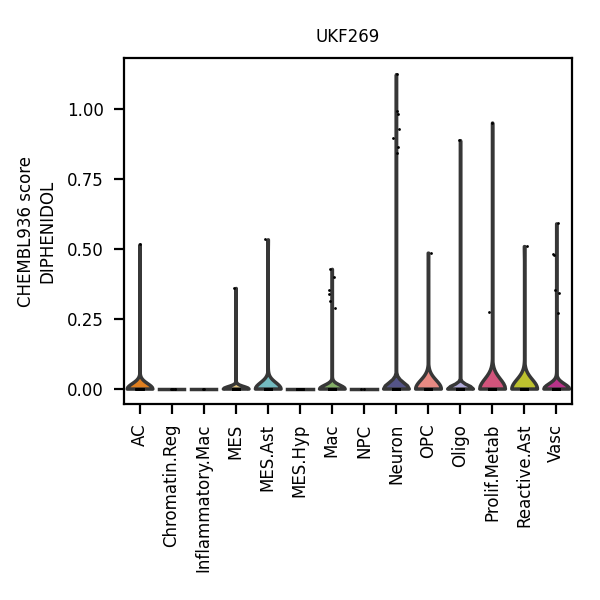 UKF269
CHEMBL936 score
DIPHENIDOL
1.00
0.75
0.50
0.25
0.00
AC
Chromatin.Reg
Inflammatory.Mac
MES
MES.Ast
MES.Hyp
Mac
NPC
Neuron
OPC
Oligo
Prolif.Metab
Reactive.Ast
Vasc